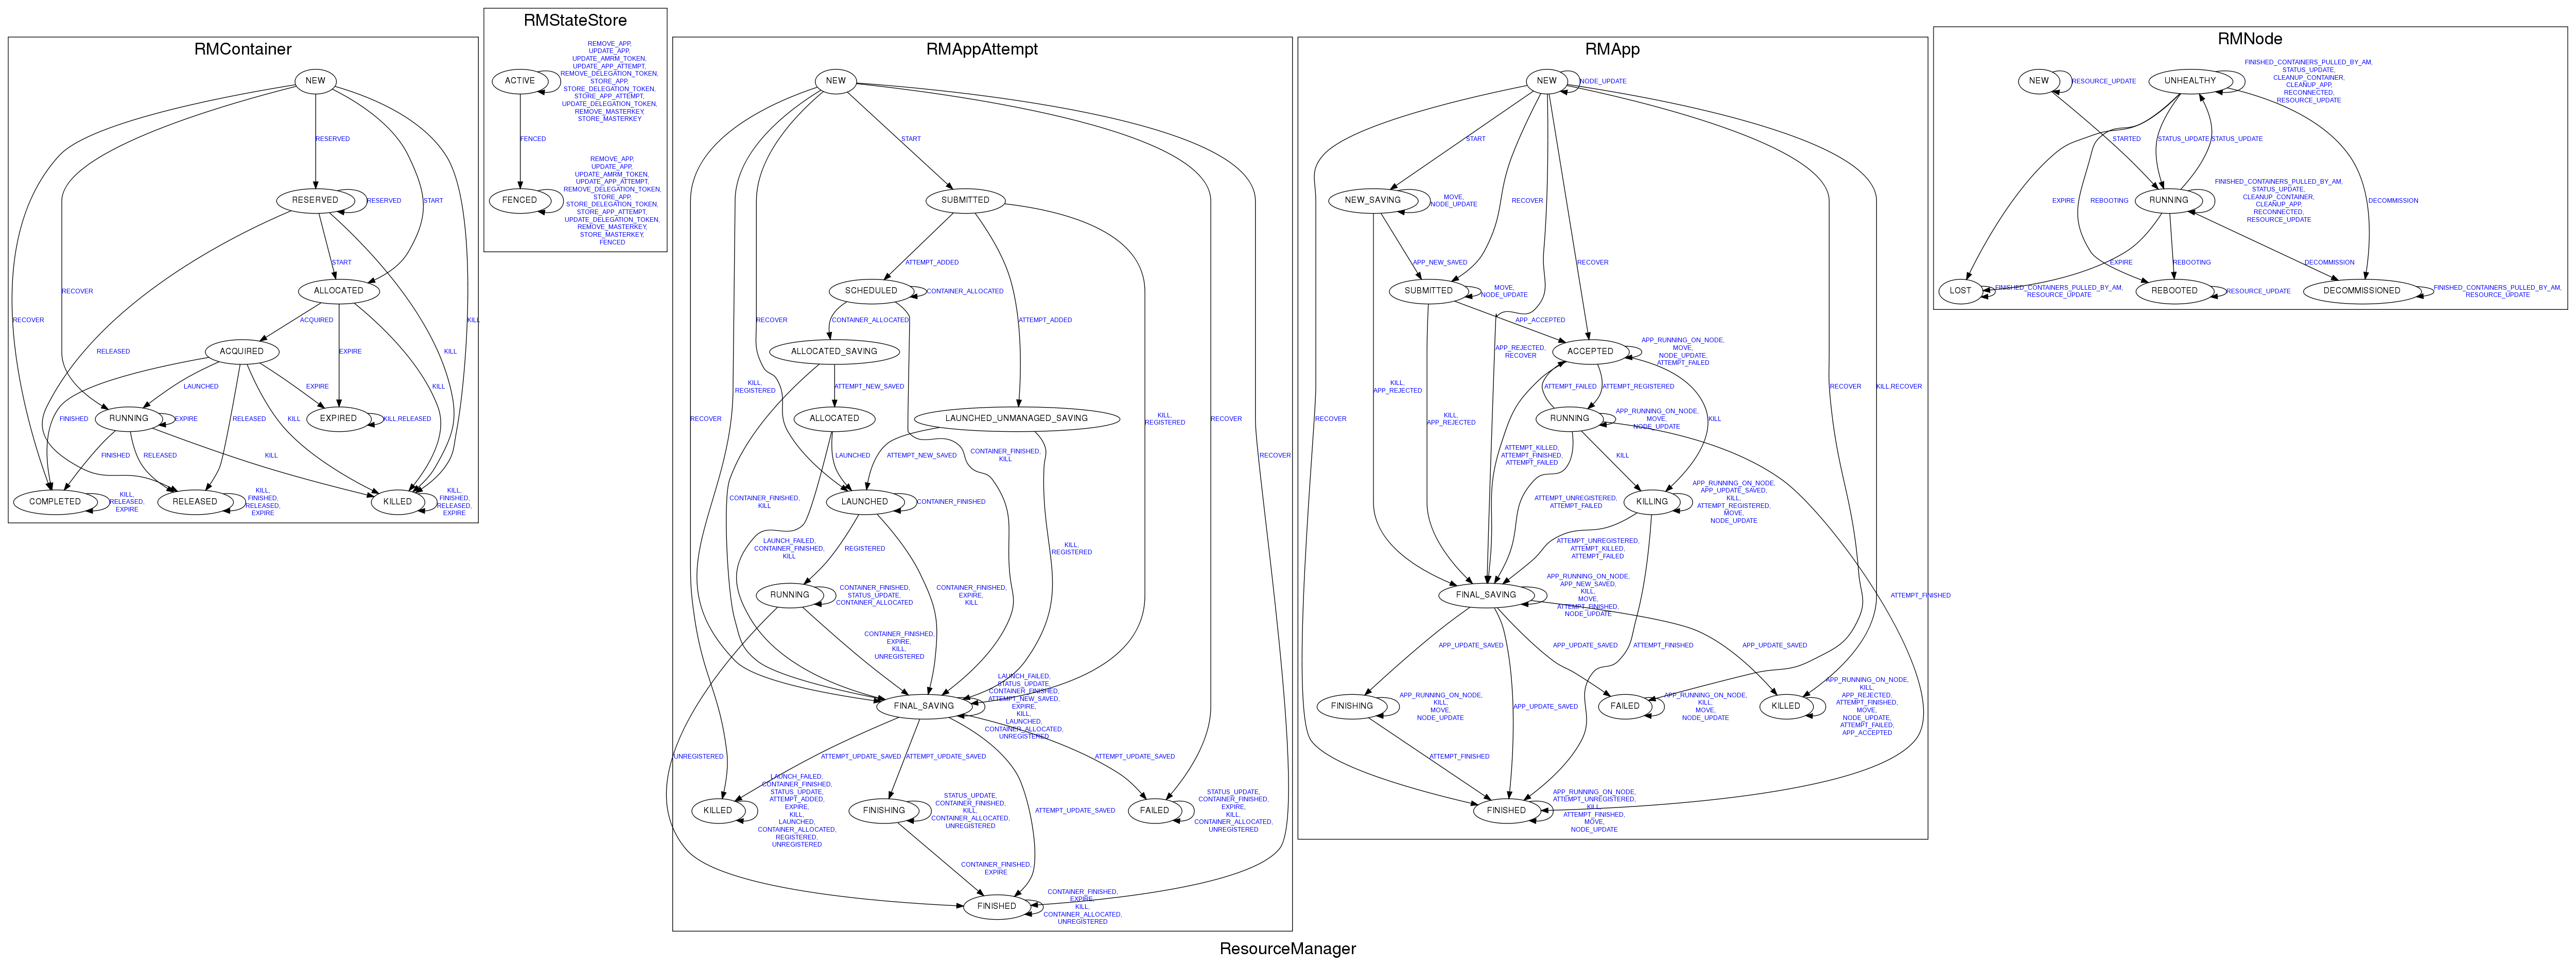 RMContainer
NEW
RESERVED
START
RESERVED
RESERVED
START
ALLOCATED
RECOVER
RECOVER
RELEASED
ACQUIRED
KILL
KILL
ACQUIRED
EXPIRE
KILL
LAUNCHED
EXPIRE
RUNNING
EXPIRE
FINISHED
RELEASED
KILL
EXPIRED
KILL,RELEASED
FINISHED
RELEASED
KILL
COMPLETED
KILL,
RELEASED,
EXPIRE
RELEASED
KILL,
FINISHED,
RELEASED,
EXPIRE
KILLED
KILL,
FINISHED,
RELEASED,
EXPIRE
RMStateStore
ACTIVE
REMOVE_APP,
UPDATE_APP,
UPDATE_AMRM_TOKEN,
UPDATE_APP_ATTEMPT,
REMOVE_DELEGATION_TOKEN,
STORE_APP,
STORE_DELEGATION_TOKEN,
STORE_APP_ATTEMPT,
UPDATE_DELEGATION_TOKEN,
REMOVE_MASTERKEY,
STORE_MASTERKEY
FENCED
FENCED
REMOVE_APP,
UPDATE_APP,
UPDATE_AMRM_TOKEN,
UPDATE_APP_ATTEMPT,
REMOVE_DELEGATION_TOKEN,
STORE_APP,
STORE_DELEGATION_TOKEN,
STORE_APP_ATTEMPT,
UPDATE_DELEGATION_TOKEN,
REMOVE_MASTERKEY,
STORE_MASTERKEY,
FENCED
RMAppAttempt
NEW
START
SUBMITTED
ATTEMPT_ADDED
SCHEDULED
CONTAINER_ALLOCATED
RECOVER
CONTAINER_ALLOCATED
ATTEMPT_ADDED
ALLOCATED_SAVING
KILL,
REGISTERED
ATTEMPT_NEW_SAVED
RECOVER
ALLOCATED
LAUNCHED_UNMANAGED_SAVING
KILL,
REGISTERED
RECOVER
LAUNCHED
ATTEMPT_NEW_SAVED
CONTAINER_FINISHED,
KILL
RECOVER
CONTAINER_FINISHED,
KILL
LAUNCHED
CONTAINER_FINISHED
LAUNCH_FAILED,
CONTAINER_FINISHED,
KILL
REGISTERED
KILL,
REGISTERED
RUNNING
CONTAINER_FINISHED,
STATUS_UPDATE,
CONTAINER_ALLOCATED
CONTAINER_FINISHED,
EXPIRE,
KILL
CONTAINER_FINISHED,
EXPIRE,
KILL,
UNREGISTERED
FINAL_SAVING
LAUNCH_FAILED,
STATUS_UPDATE,
CONTAINER_FINISHED,
ATTEMPT_NEW_SAVED,
EXPIRE,
KILL,
LAUNCHED,
CONTAINER_ALLOCATED,
UNREGISTERED
UNREGISTERED
ATTEMPT_UPDATE_SAVED
ATTEMPT_UPDATE_SAVED
ATTEMPT_UPDATE_SAVED
KILLED
LAUNCH_FAILED,
CONTAINER_FINISHED,
STATUS_UPDATE,
ATTEMPT_ADDED,
EXPIRE,
KILL,
LAUNCHED,
CONTAINER_ALLOCATED,
REGISTERED,
UNREGISTERED
FINISHING
STATUS_UPDATE,
CONTAINER_FINISHED,
KILL,
CONTAINER_ALLOCATED,
UNREGISTERED
ATTEMPT_UPDATE_SAVED
FAILED
STATUS_UPDATE,
CONTAINER_FINISHED,
EXPIRE,
KILL,
CONTAINER_ALLOCATED,
UNREGISTERED
CONTAINER_FINISHED,
EXPIRE
FINISHED
CONTAINER_FINISHED,
EXPIRE,
KILL,
CONTAINER_ALLOCATED,
UNREGISTERED
RMApp
NEW
NODE_UPDATE
START
NEW_SAVING
MOVE,
NODE_UPDATE
RECOVER
APP_NEW_SAVED
RECOVER
SUBMITTED
MOVE,
NODE_UPDATE
APP_ACCEPTED
APP_REJECTED,
RECOVER
ACCEPTED
APP_RUNNING_ON_NODE,
MOVE,
NODE_UPDATE,
ATTEMPT_FAILED
KILL,
APP_REJECTED
ATTEMPT_FAILED
ATTEMPT_REGISTERED
RECOVER
KILL,RECOVER
RECOVER
KILL,
APP_REJECTED
RUNNING
APP_RUNNING_ON_NODE,
MOVE,
NODE_UPDATE
KILL
ATTEMPT_KILLED,
ATTEMPT_FINISHED,
ATTEMPT_FAILED
KILL
ATTEMPT_UNREGISTERED,
ATTEMPT_FAILED
KILLING
APP_RUNNING_ON_NODE,
APP_UPDATE_SAVED,
KILL,
ATTEMPT_REGISTERED,
MOVE,
NODE_UPDATE
ATTEMPT_UNREGISTERED,
ATTEMPT_KILLED,
ATTEMPT_FAILED
FINAL_SAVING
APP_RUNNING_ON_NODE,
APP_NEW_SAVED,
KILL,
MOVE,
ATTEMPT_FINISHED,
NODE_UPDATE
ATTEMPT_FINISHED
APP_UPDATE_SAVED
APP_UPDATE_SAVED
ATTEMPT_FINISHED
APP_UPDATE_SAVED
FINISHING
APP_RUNNING_ON_NODE,
KILL,
MOVE,
NODE_UPDATE
APP_UPDATE_SAVED
FAILED
APP_RUNNING_ON_NODE,
KILL,
MOVE,
NODE_UPDATE
KILLED
APP_RUNNING_ON_NODE,
KILL,
APP_REJECTED,
ATTEMPT_FINISHED,
MOVE,
NODE_UPDATE,
ATTEMPT_FAILED,
APP_ACCEPTED
ATTEMPT_FINISHED
FINISHED
APP_RUNNING_ON_NODE,
ATTEMPT_UNREGISTERED,
KILL,
ATTEMPT_FINISHED,
MOVE,
NODE_UPDATE
RMNode
NEW
RESOURCE_UPDATE
UNHEALTHY
FINISHED_CONTAINERS_PULLED_BY_AM,
STATUS_UPDATE,
CLEANUP_CONTAINER,
CLEANUP_APP,
RECONNECTED,
RESOURCE_UPDATE
STARTED
STATUS_UPDATE
STATUS_UPDATE
EXPIRE
REBOOTING
RUNNING
FINISHED_CONTAINERS_PULLED_BY_AM,
STATUS_UPDATE,
CLEANUP_CONTAINER,
CLEANUP_APP,
RECONNECTED,
RESOURCE_UPDATE
DECOMMISSION
EXPIRE
REBOOTING
DECOMMISSION
LOST
FINISHED_CONTAINERS_PULLED_BY_AM,
RESOURCE_UPDATE
REBOOTED
RESOURCE_UPDATE
DECOMMISSIONED
FINISHED_CONTAINERS_PULLED_BY_AM,
RESOURCE_UPDATE
ResourceManager